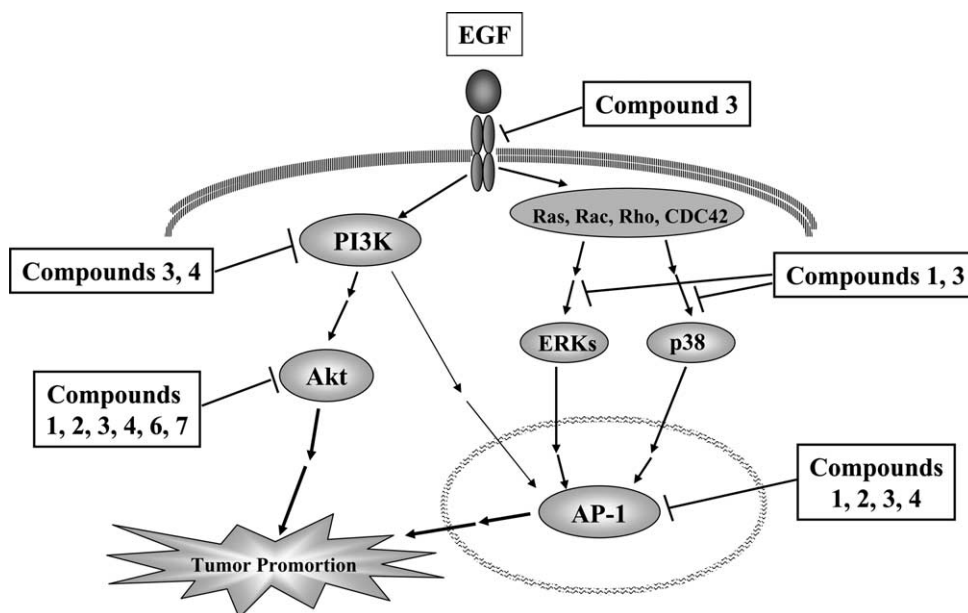 EGF
Compound 3
Ras, Rac, Rho, CDC42
PI3K
Compounds 3, 4
Compounds 1, 3
ERKs
p38
Akt
Compounds
1, 2, 3, 4, 6, 7
Compounds
1, 2, 3, 4
AP-1
Tumor Promortion